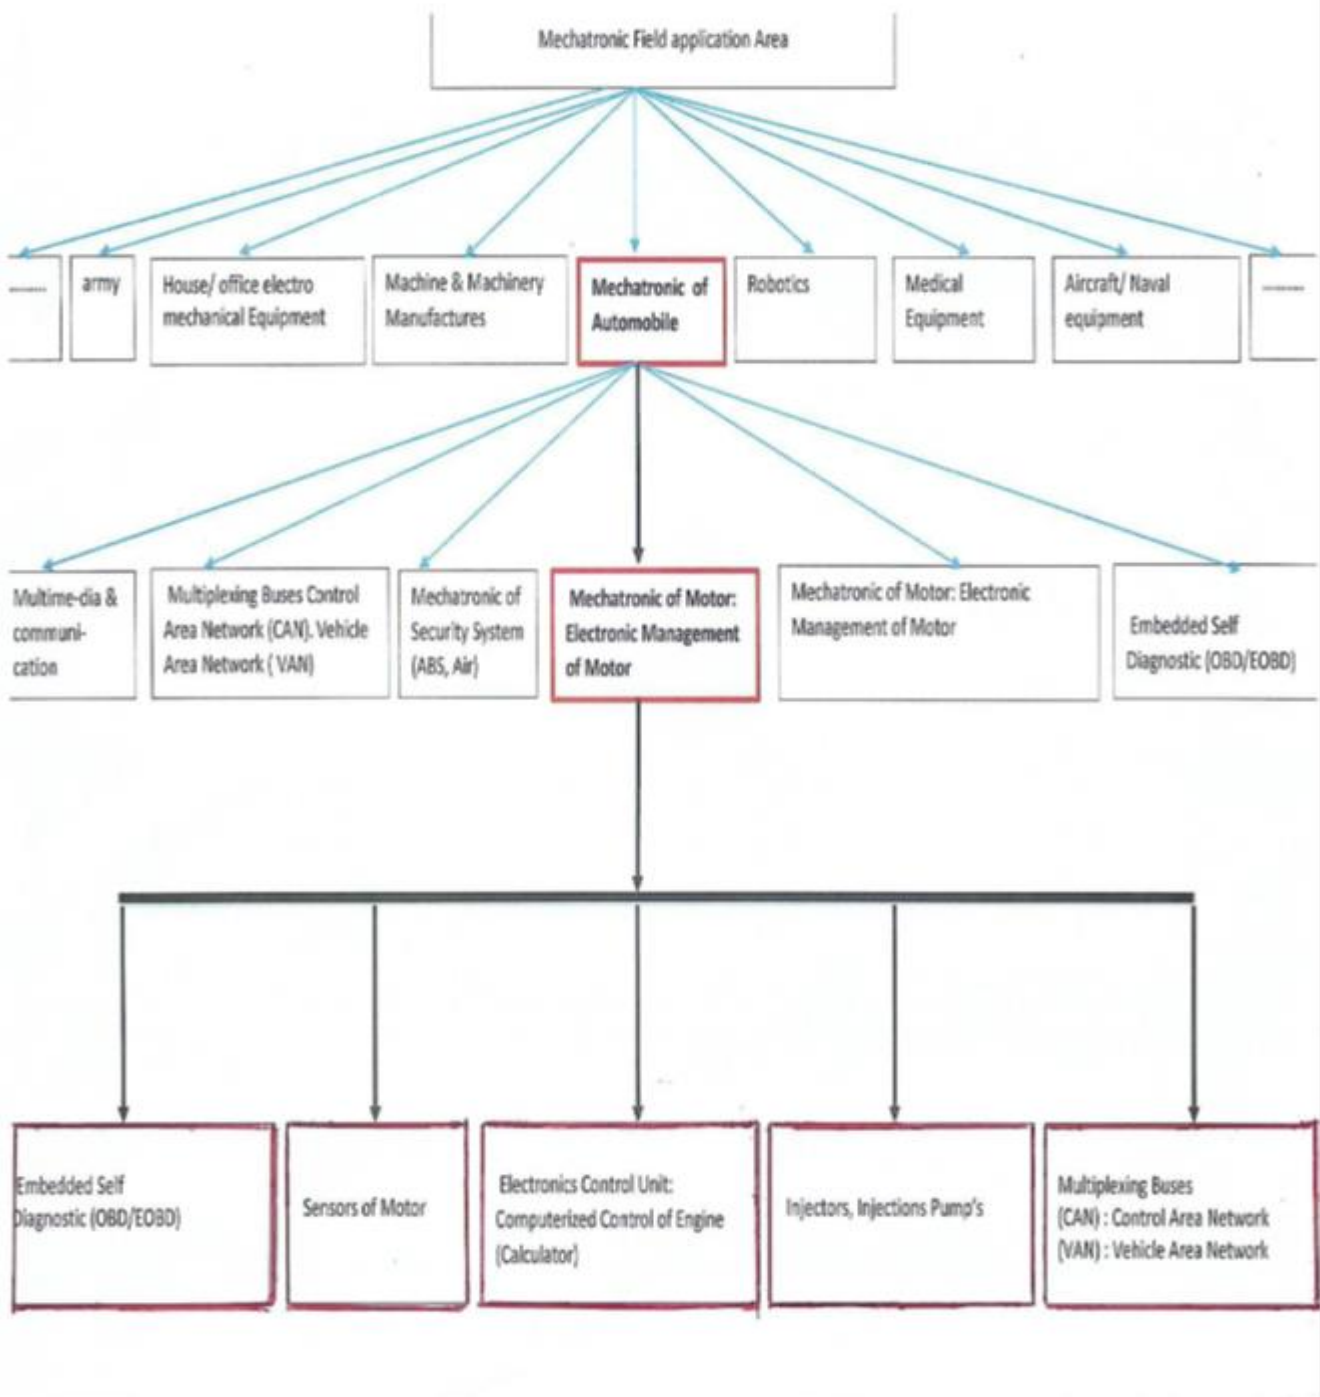 Mechatronic Field application Area
--------
army
House/ office electro
mechanical Equipment
Machine & Machinery
Manufactures
Mechatronic of
Automobile
Robotics
Medical
Equipment
Aircraft/ Naval
equipment
--------
Multime-dia &
communi-
cation
Multiplexing Buses Control
Area Network (CAN). Vehicle
Area Network ( VAN)
Mechatronic of
Security System
(ABS, Air)
Mechatronic of Motor:
Electronic Management
of Motor
Mechatronic of Motor: Electronic
Management of Motor
Embedded Self
Diagnostic (OBD/EOBD)
Embedded Self
Diagnostic (OBD/EOBD)
Sensors of Motor
Electronics Control Unit:
Computerized Control of Engine
(Calculator)
Injectors, Injections Pump's
Multiplexing Buses
(CAN) : Control Area Network
(VAN) : Vehicle Area Network